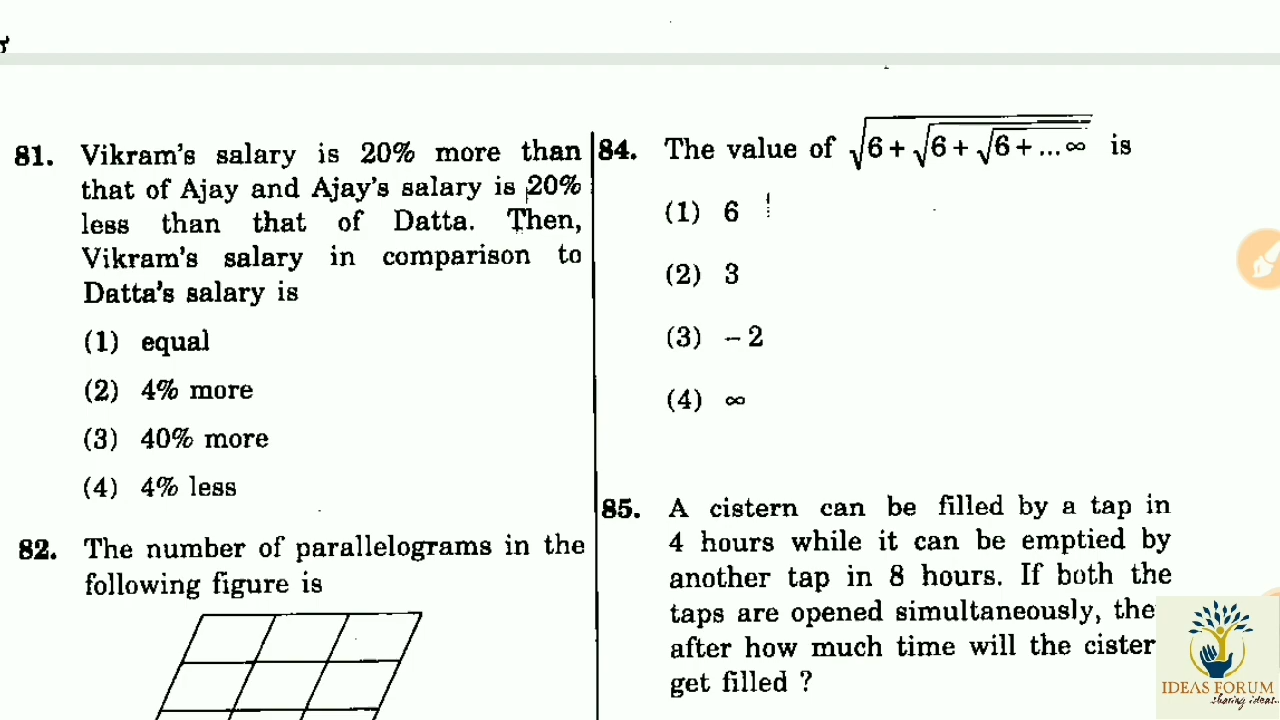 81. Vikram's salary is 20% more than
that of Ajay and Ajay's salary is 20%
less than that of Datta. Then,
Vikram's salary in comparison to
Datta's salary is
(1) equal
(2) 4% more
(3) 40% more
(4) 4% less
82. The number of parallelograms in the
following figure is
84. The value of √6 + √6 + √6 + ... ∞ is
(1) 6
(2) 3
(3) – 2
(4) ∞
85. A cistern can be filled by a tap in
4 hours while it can be emptied by
another tap in 8 hours. If both the
taps are opened simultaneously, the
after how much time will the cister
get filled ?
IDEAS FORUM
sharing ideas